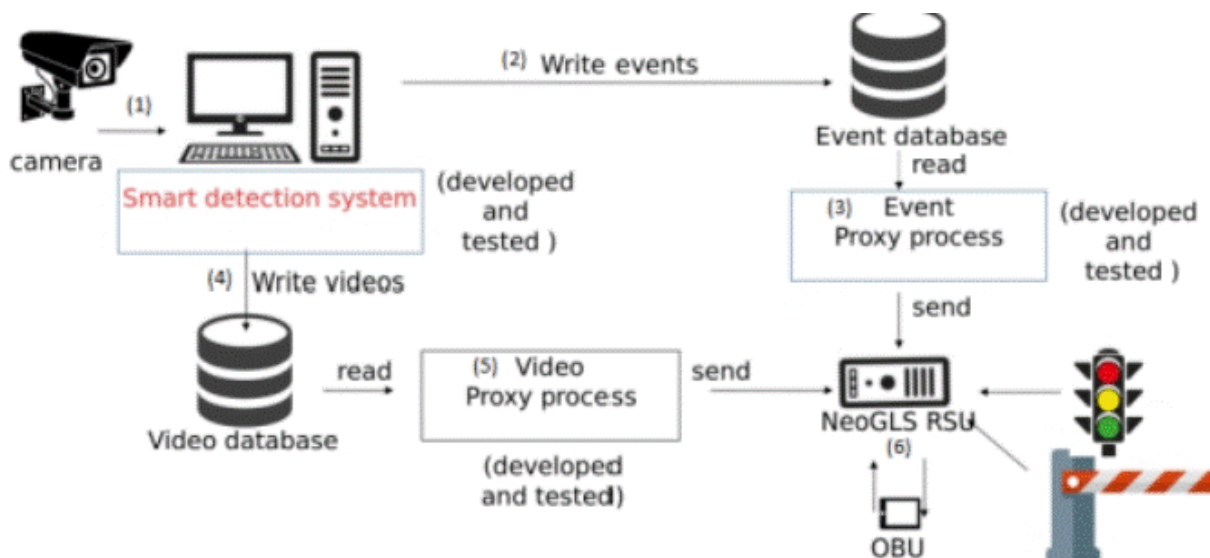 (2) Write events
(1)
camera
Event database
read
Smart detection system
(developed
and
tested )
(3) Event
Proxy process
(developed
and
tested )
(4) Write videos
send
read
(5) Video
Proxy process
send
NeoGLS RSU
Video database
(6)
(developed
and tested)
OBU